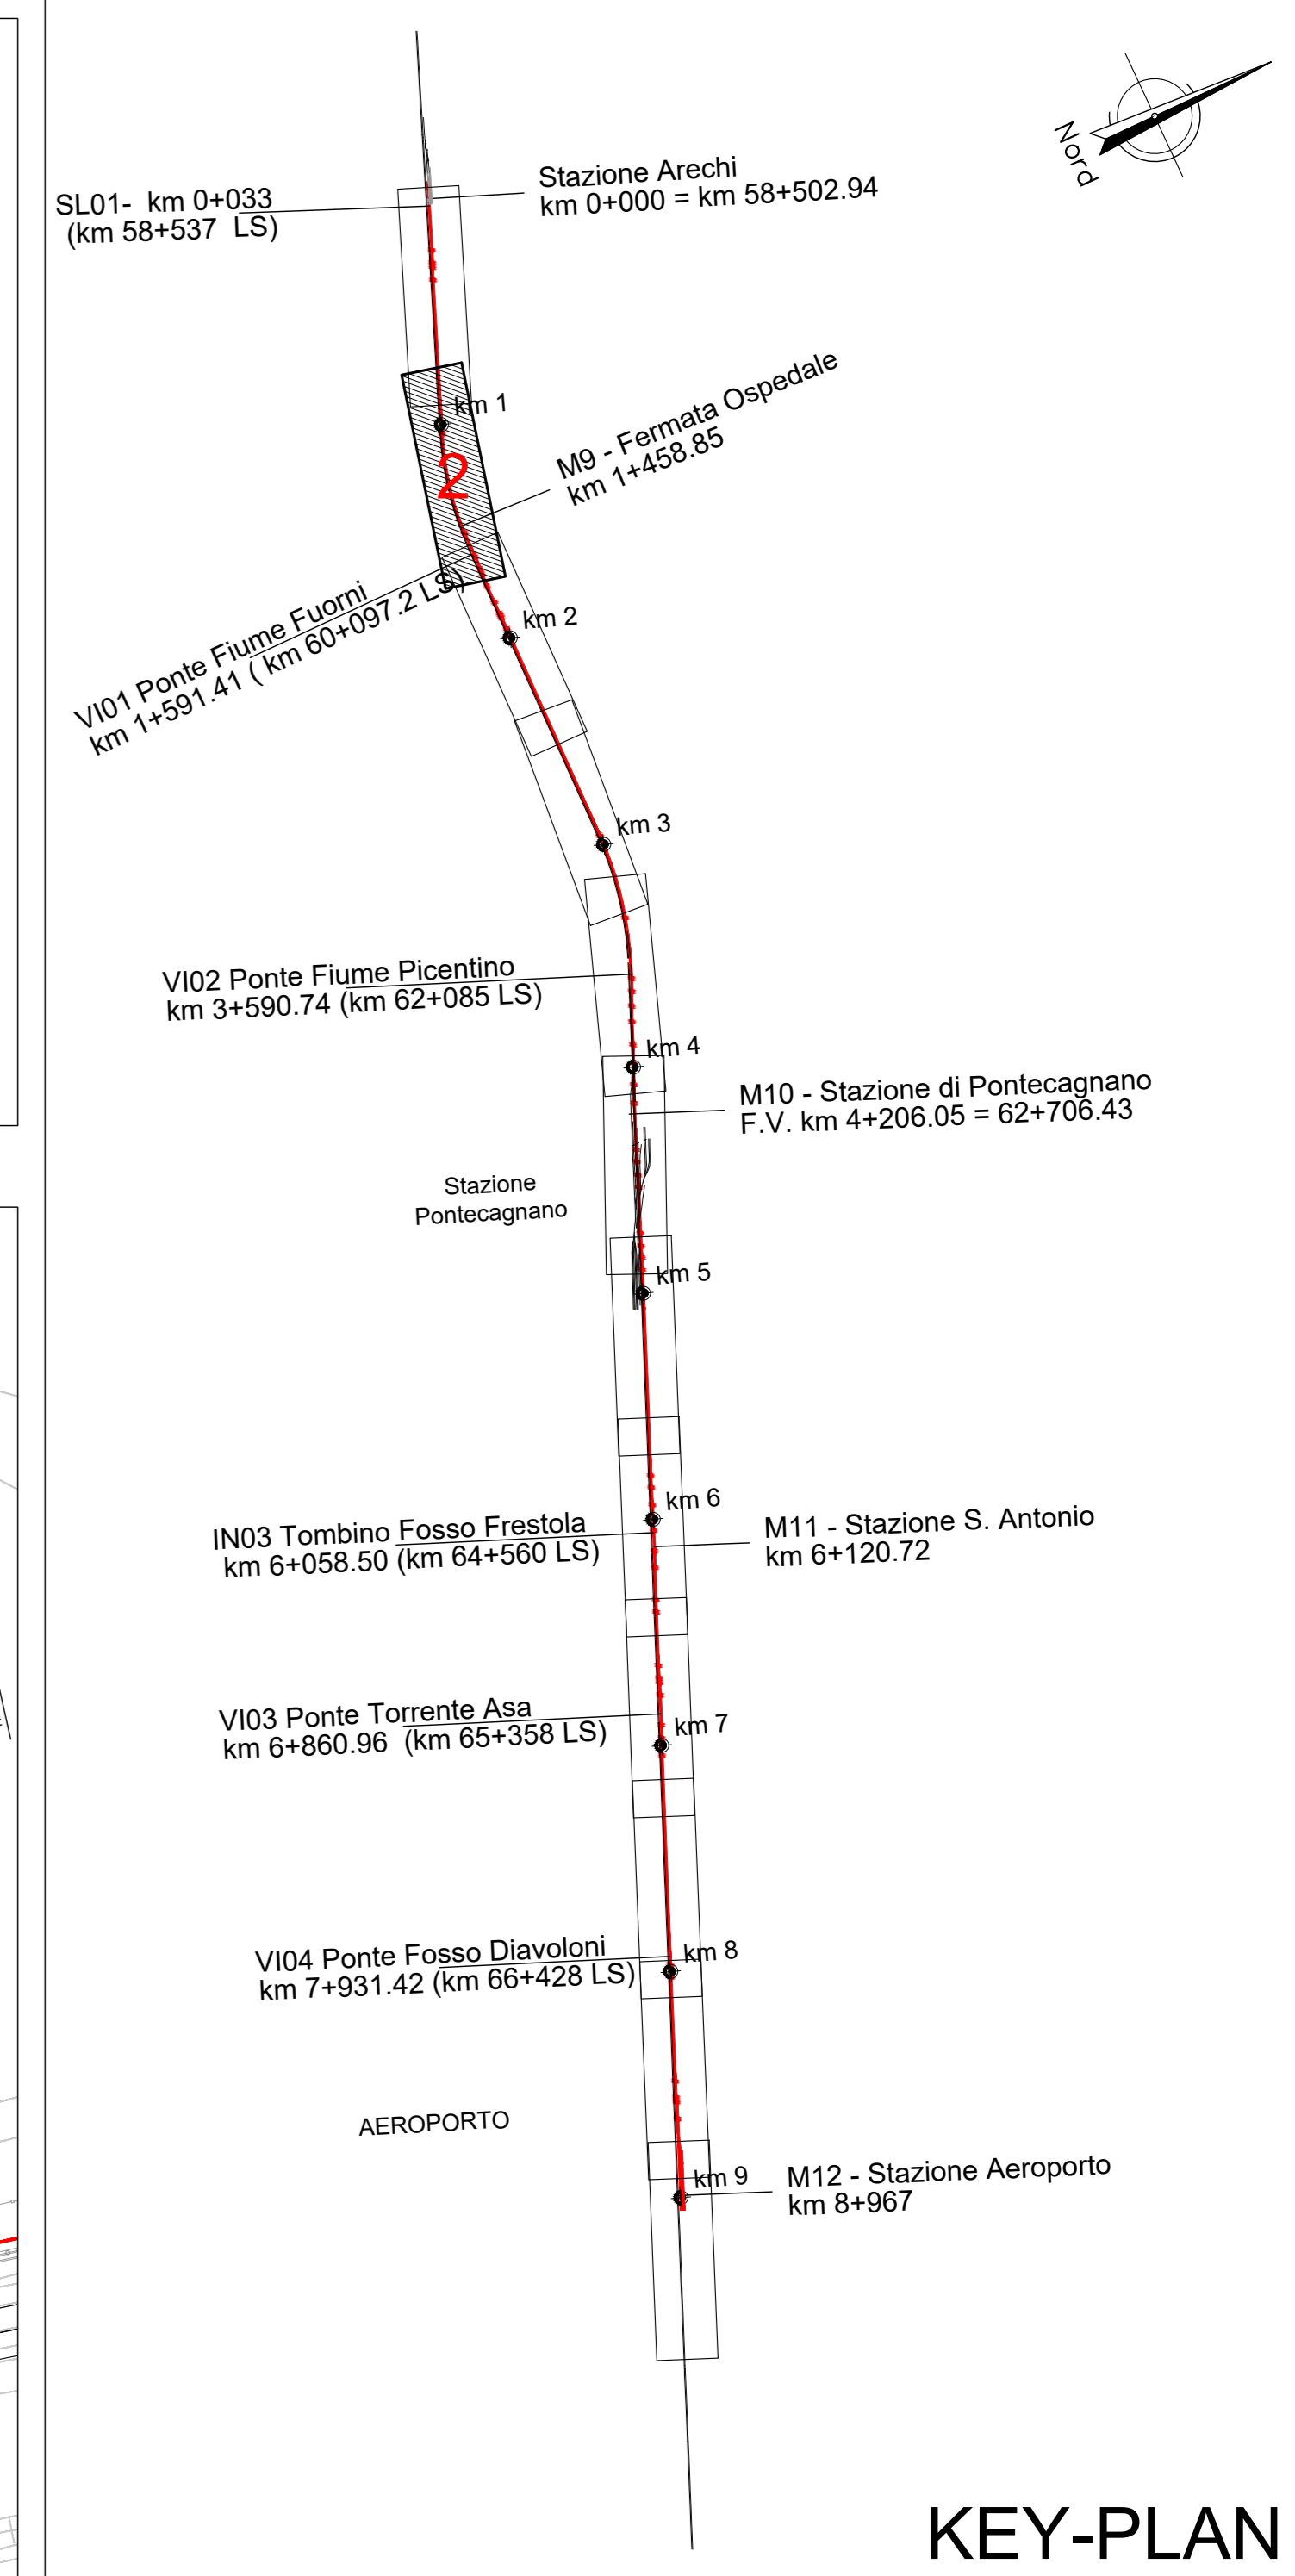 Nord
Stazione Arechi
km 0+000 = km 58+502.94
SL01- km 0+033
(km 58+537 LS)
km 1
2
M9 - Fermata Ospedale
km 1+458.85
VI01 Ponte Fiume Fuorni
km 1+591.41 ( km 60+097.2 LS)
km 2
km 3
VI02 Ponte Fiume Picentino
km 3+590.74 (km 62+085 LS)
km 4
M10 - Stazione di Pontecagnano
F.V. km 4+206.05 = 62+706.43
Stazione
Pontecagnano
km 5
km 6
IN03 Tombino Fosso Frestola
km 6+058.50 (km 64+560 LS)
M11 - Stazione S. Antonio
km 6+120.72
VI03 Ponte Torrente Asa
km 6+860.96 (km 65+358 LS)
km 7
VI04 Ponte Fosso Diavoloni
km 7+931.42 (km 66+428 LS)
km 8
AEROPORTO
km 9
M12 - Stazione Aeroporto
km 8+967
KEY-PLAN